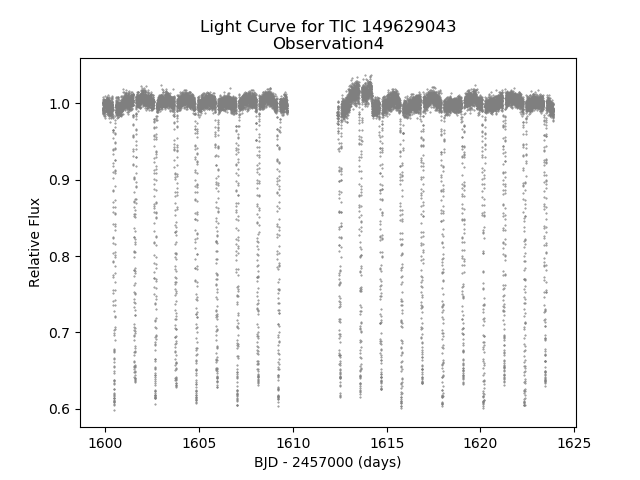 Light Curve for TIC 149629043
Observation4
1.0
0.9
0.8
0.7
0.6
Relative Flux
1600
1605
1610
1615
1620
1625
BJD - 2457000 (days)